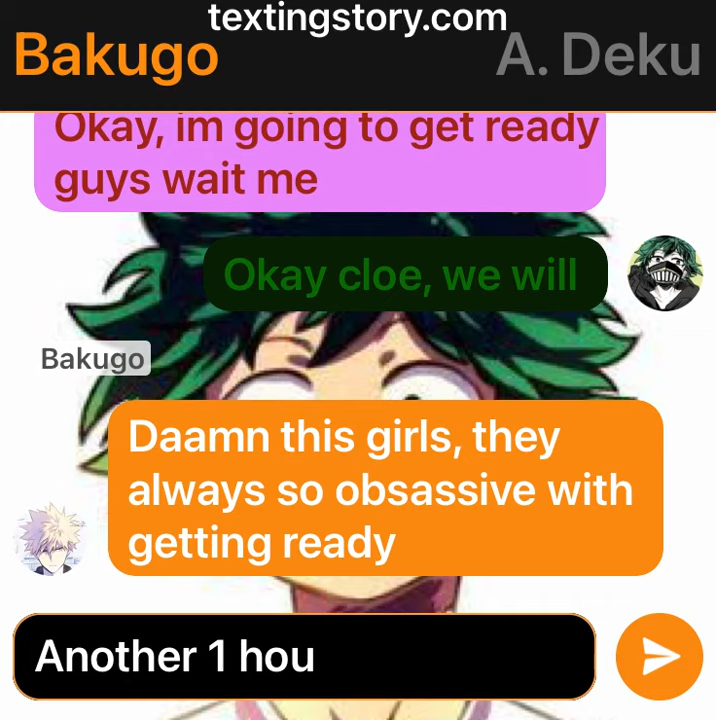 textingstory.com
Bakugo
A. Deku
Okay, im going to get ready
guys wait me
Okay cloe, we will
Bakugo
Daamn this girls, they
always so obsassive with
getting ready
Another 1 hou